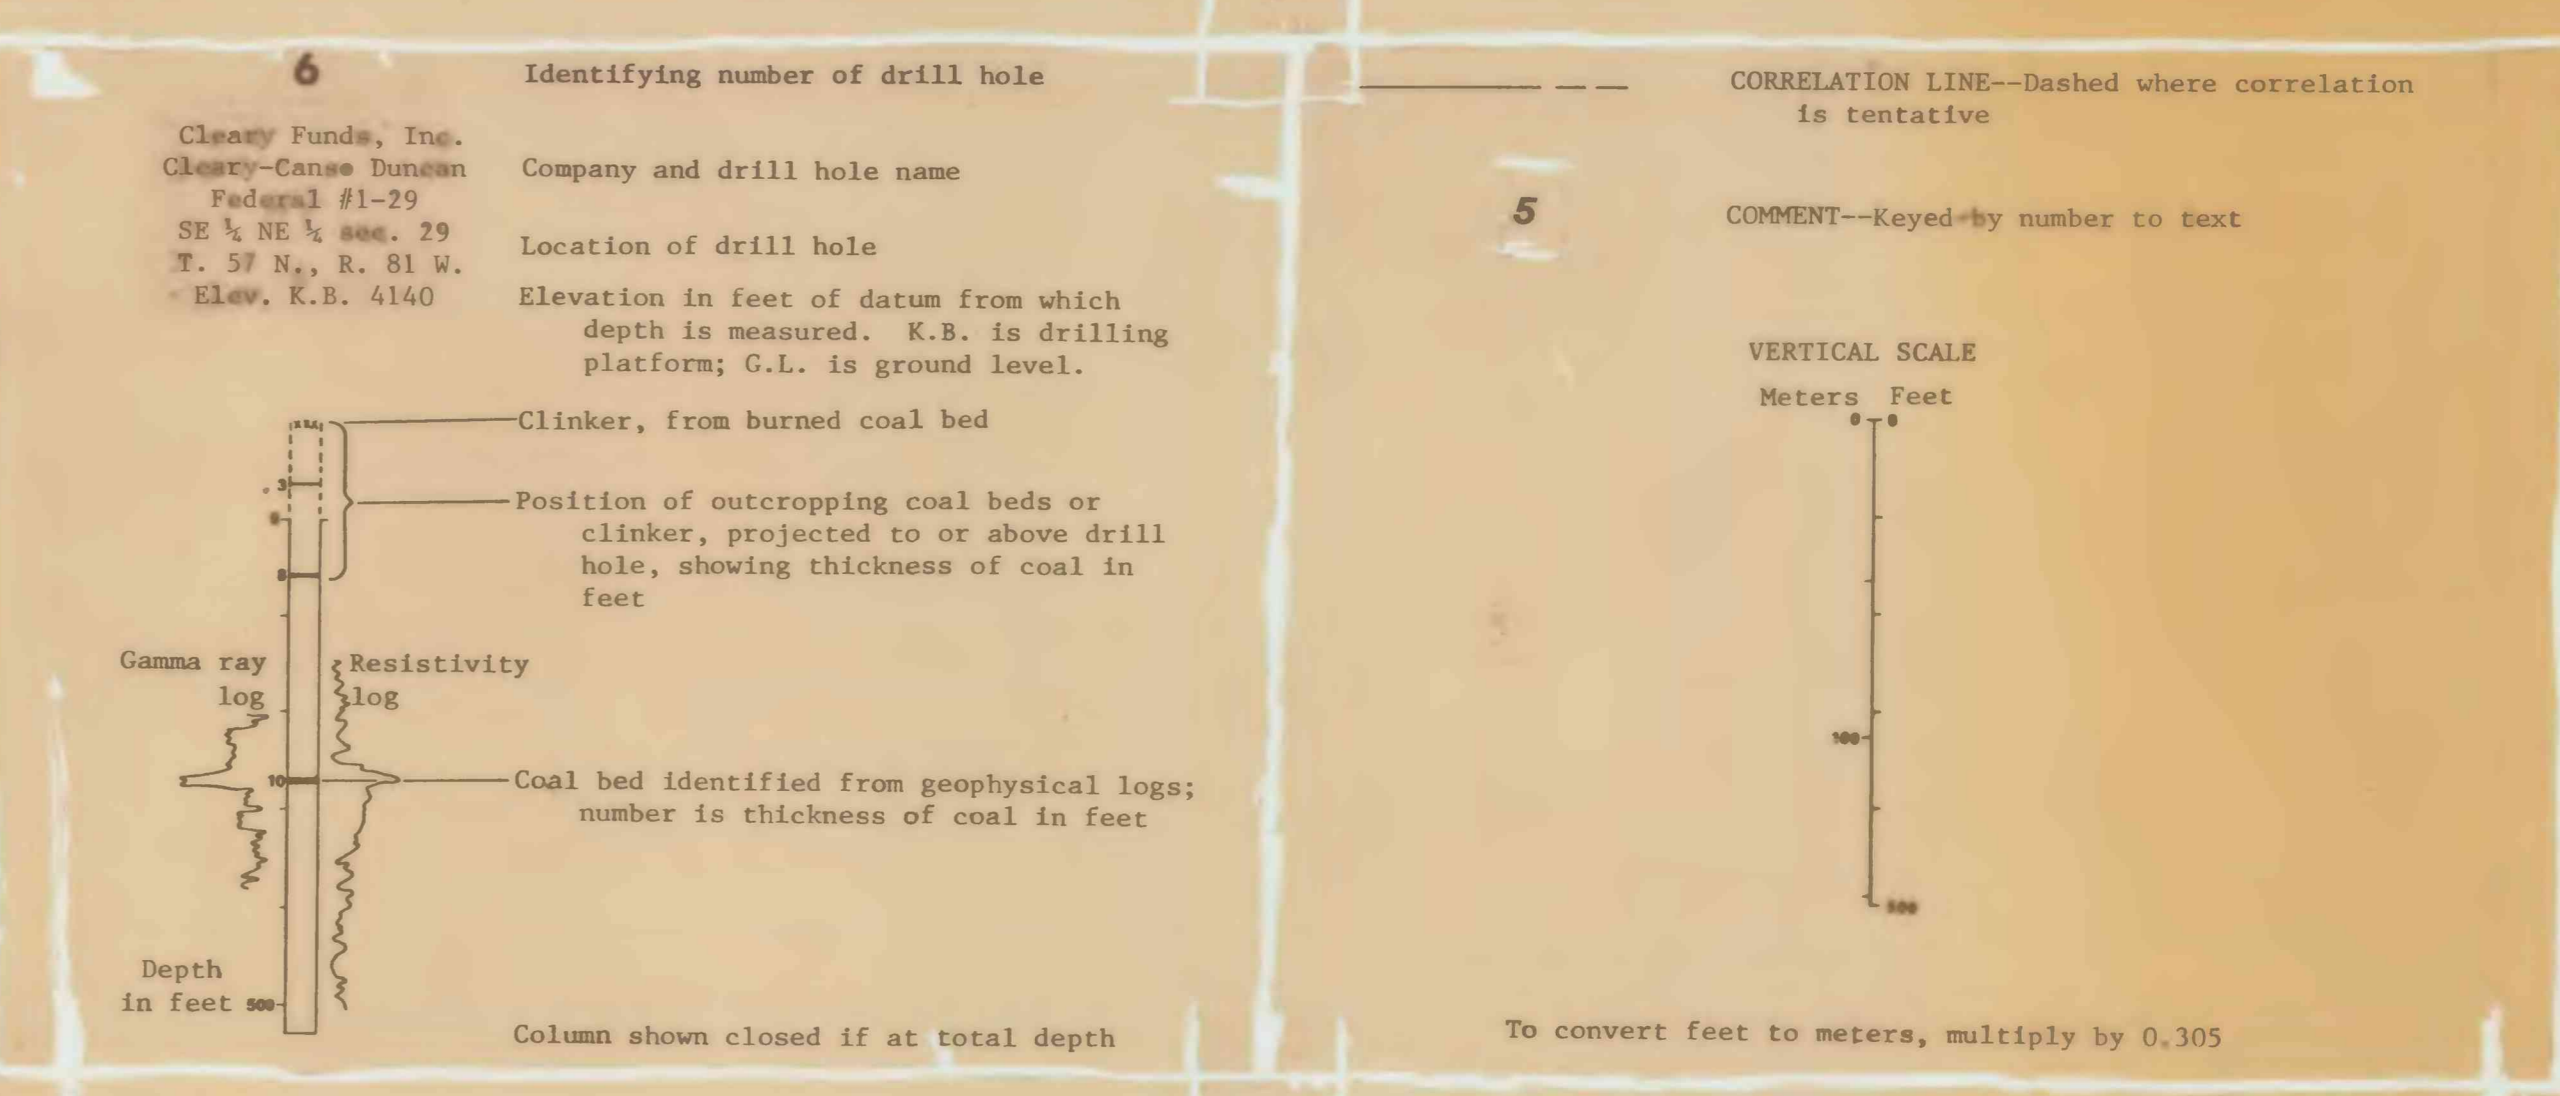 6
Identifying number of drill hole
Cleary Funds, Inc.
Cleary-Canso Duncan
Federal #1-29
Company and drill hole name
SE ¼ NE ¼ sec. 29
T. 57 N., R. 81 W.
Location of drill hole
Elev. K.B. 4140
Elevation in feet of datum from which
depth is measured. K.B. is drilling
platform; G.L. is ground level.
Clinker, from burned coal bed
3
Position of outcropping coal beds or
clinker, projected to or above drill
hole, showing thickness of coal in
feet
0
8
Gamma ray
log
Resistivity
log
10
Coal bed identified from geophysical logs;
number is thickness of coal in feet
Depth
in feet 500
Column shown closed if at total depth
CORRELATION LINE--Dashed where correlation
is tentative
5
COMMENT--Keyed by number to text
VERTICAL SCALE
Meters Feet
0 0
100
500
To convert feet to meters, multiply by 0.305